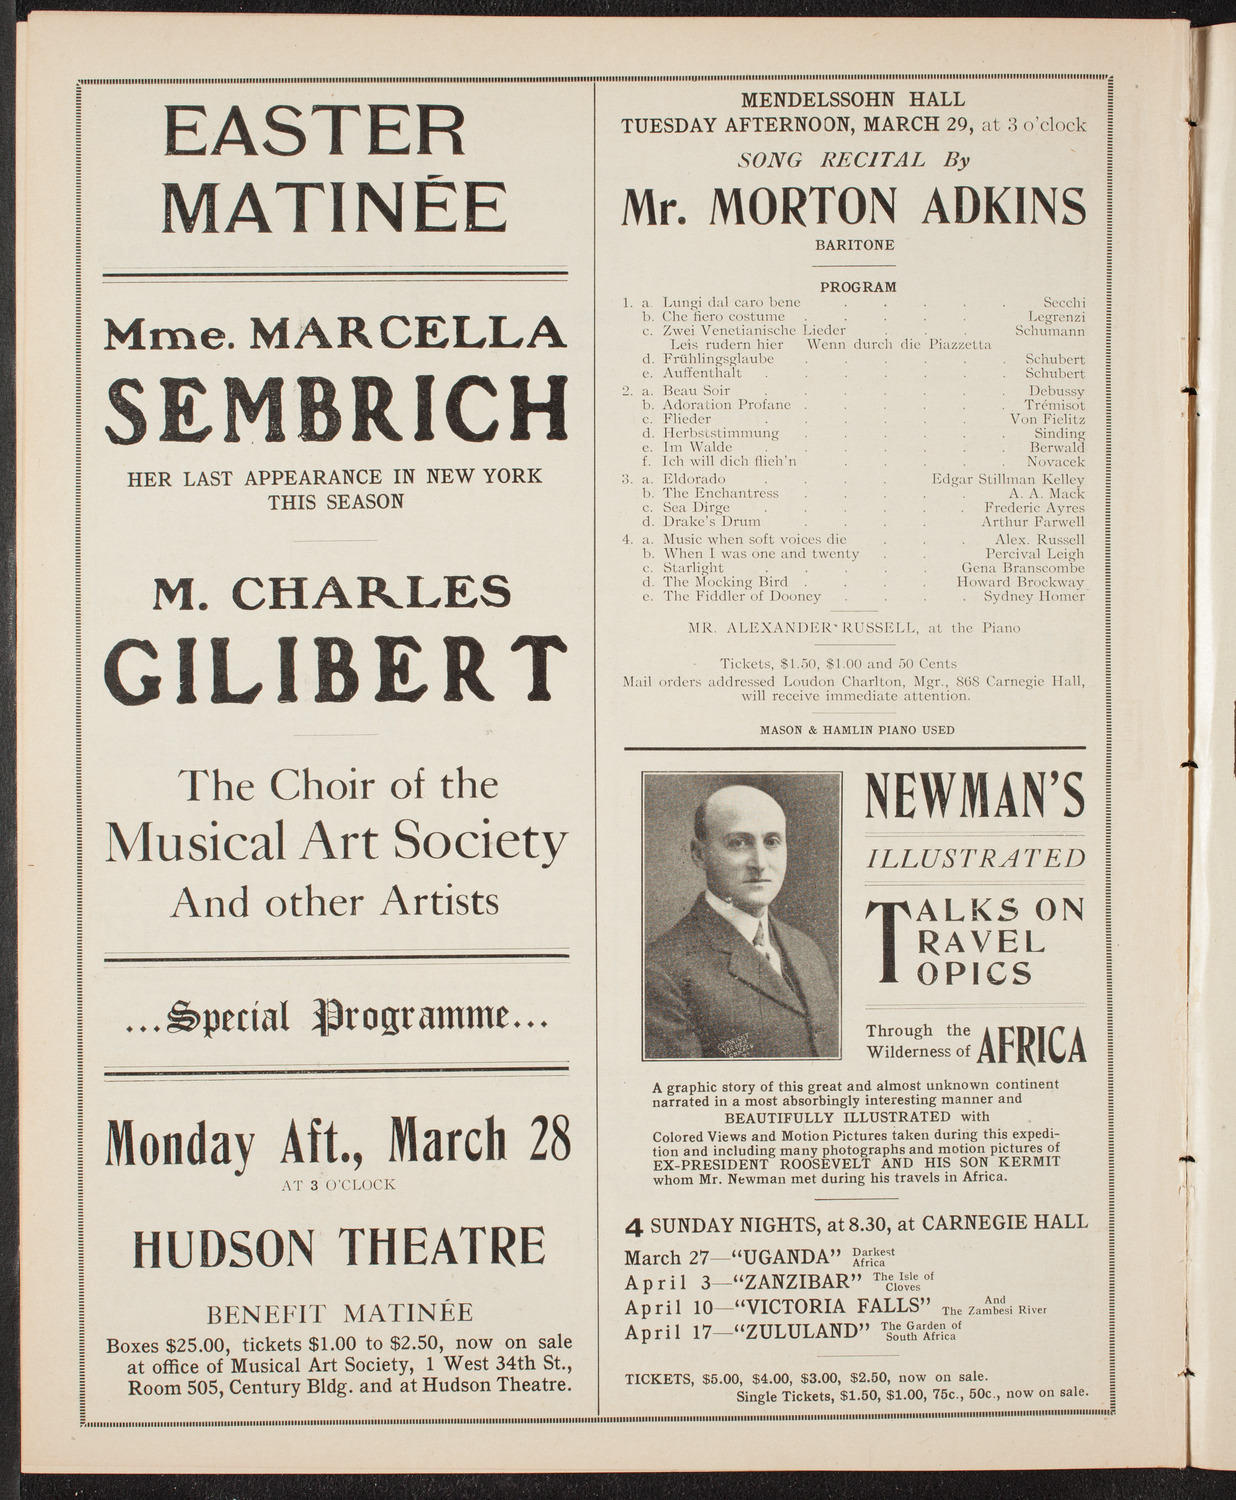 EASTER
MATINÉE
Mme. MARCELLA
SEMBRICH
HER LAST APPEARANCE IN NEW YORK
THIS SEASON
M. CHARLES
GILIBERT
The Choir of the
Musical Art Society
And other Artists
...Special Programme...
Monday Aft., March 28
AT 3 O'CLOCK
HUDSON THEATRE
BENEFIT MATINÉE
Boxes $25.00, tickets $1.00 to $2.50, now on sale
at office of Musical Art Society, 1 West 34th St.,
Room 505, Century Bldg. and at Hudson Theatre.
MENDELSSOHN HALL
TUESDAY AFTERNOON, MARCH 29, at 3 o'clock
SONG RECITAL By
Mr. MORTON ADKINS
BARITONE
PROGRAM
1. a. Lungi dal caro bene . . . . . Secchi
b. Che fiero costume . . . . . . Legrenzi
c. Zwei Venetianische Lieder . . . Schumann
Leis rudern hier Wenn durch die Piazzetta
d. Frühlingsglaube . . . . . . Schubert
e. Auffenthalt . . . . . . . Schubert
2. a. Beau Soir . . . . . . . Debussy
b. Adoration Profane . . . . . . Trémisot
c. Flieder . . . . . . . Von Fielitz
d. Herbststimmung . . . . . . Sinding
e. Im Walde . . . . . . . Berwald
f. Ich will dich flieh'n . . . . . Novacek
3. a. Eldorado . . . . Edgar Stillman Kelley
b. The Enchantress . . . . . A. A. Mack
c. Sea Dirge . . . . . . Frederic Ayres
d. Drake's Drum . . . . Arthur Farwell
4. a. Music when soft voices die . . . Alex. Russell
b. When I was one and twenty . . Percival Leigh
c. Starlight . . . . . Gena Branscombe
d. The Mocking Bird . . . . Howard Brockway
e. The Fiddler of Dooney . . . . Sydney Homer
MR. ALEXANDER RUSSELL, at the Piano
Tickets, $1.50, $1.00 and 50 Cents
Mail orders addressed Loudon Charlton, Mgr., 868 Carnegie Hall,
will receive immediate attention.
MASON & HAMLIN PIANO USED
NEWMAN'S
ILLUSTRATED
TALKS ON
RAVEL
OPICS
Through the
Wilderness of AFRICA
A graphic story of this great and almost unknown continent
narrated in a most absorbingly interesting manner and
BEAUTIFULLY ILLUSTRATED with
Colored Views and Motion Pictures taken during this expedi-
tion and including many photographs and motion pictures of
EX-PRESIDENT ROOSEVELT AND HIS SON KERMIT
whom Mr. Newman met during his travels in Africa.
4 SUNDAY NIGHTS, at 8.30, at CARNEGIE HALL
March 27—"UGANDA" Darkest Africa
April 3—"ZANZIBAR" The Isle of Cloves
April 10—"VICTORIA FALLS" And The Zambesi River
April 17—"ZULULAND" The Garden of South Africa
TICKETS, $5.00, $4.00, $3.00, $2.50, now on sale.
Single Tickets, $1.50, $1.00, 75c., 50c., now on sale.